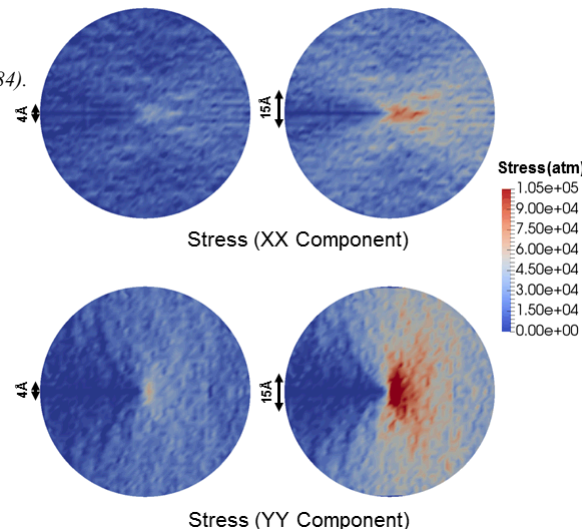 84).
4Å
15Å
Stress (XX Component)
Stress(atm)
1.05e+05
9.00e+04
7.50e+04
6.00e+04
4.50e+04
3.00e+04
1.50e+04
0.00e+00
4Å
15Å
Stress (YY Component)